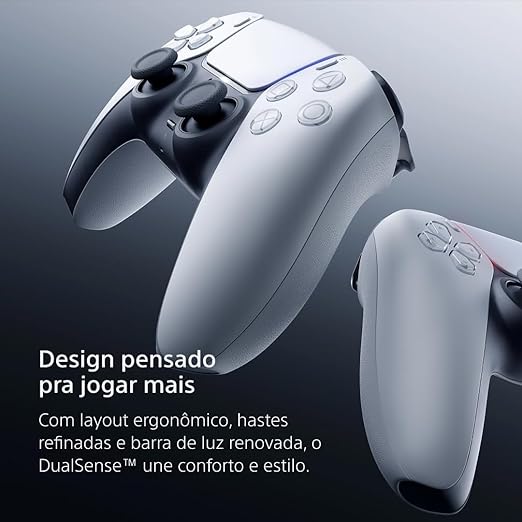 Design pensado
pra jogar mais
Com layout ergonômico, hastes
refinadas e barra de luz renovada, o
DualSense™ une conforto e estilo.